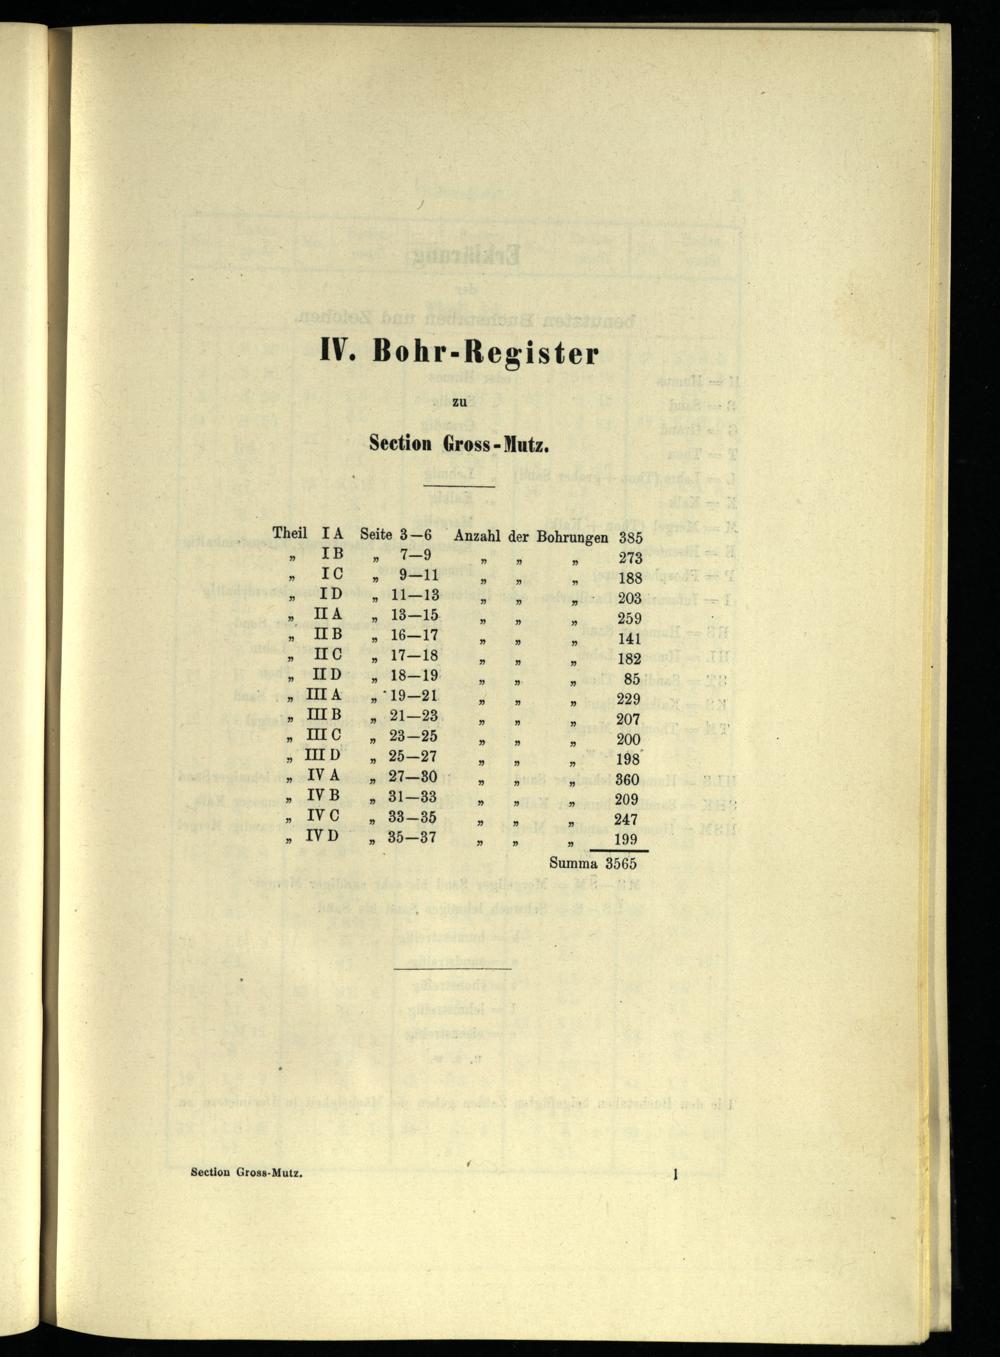 IV. Bohr-Register
zu
Section Gross-Mutz.
Theil I A Seite 3—6 Anzahl der Bohrungen 385
„ I B „ 7—9 „ „ „ 273
„ I C „ 9—11 „ „ „ 188
„ I D „ 11—13 „ „ „ 203
„ II A „ 13—15 „ „ „ 259
„ II B „ 16—17 „ „ „ 141
„ II C „ 17—18 „ „ „ 182
„ II D „ 18—19 „ „ „ 85
„ III A „ 19—21 „ „ „ 229
„ III B „ 21—23 „ „ „ 207
„ III C „ 23—25 „ „ „ 200
„ III D „ 25—27 „ „ „ 198
„ IV A „ 27—30 „ „ „ 360
„ IV B „ 31—33 „ „ „ 209
„ IV C „ 33—35 „ „ „ 247
„ IV D „ 35—37 „ „ „ 199
Summa 3565
Section Gross-Mutz. 1